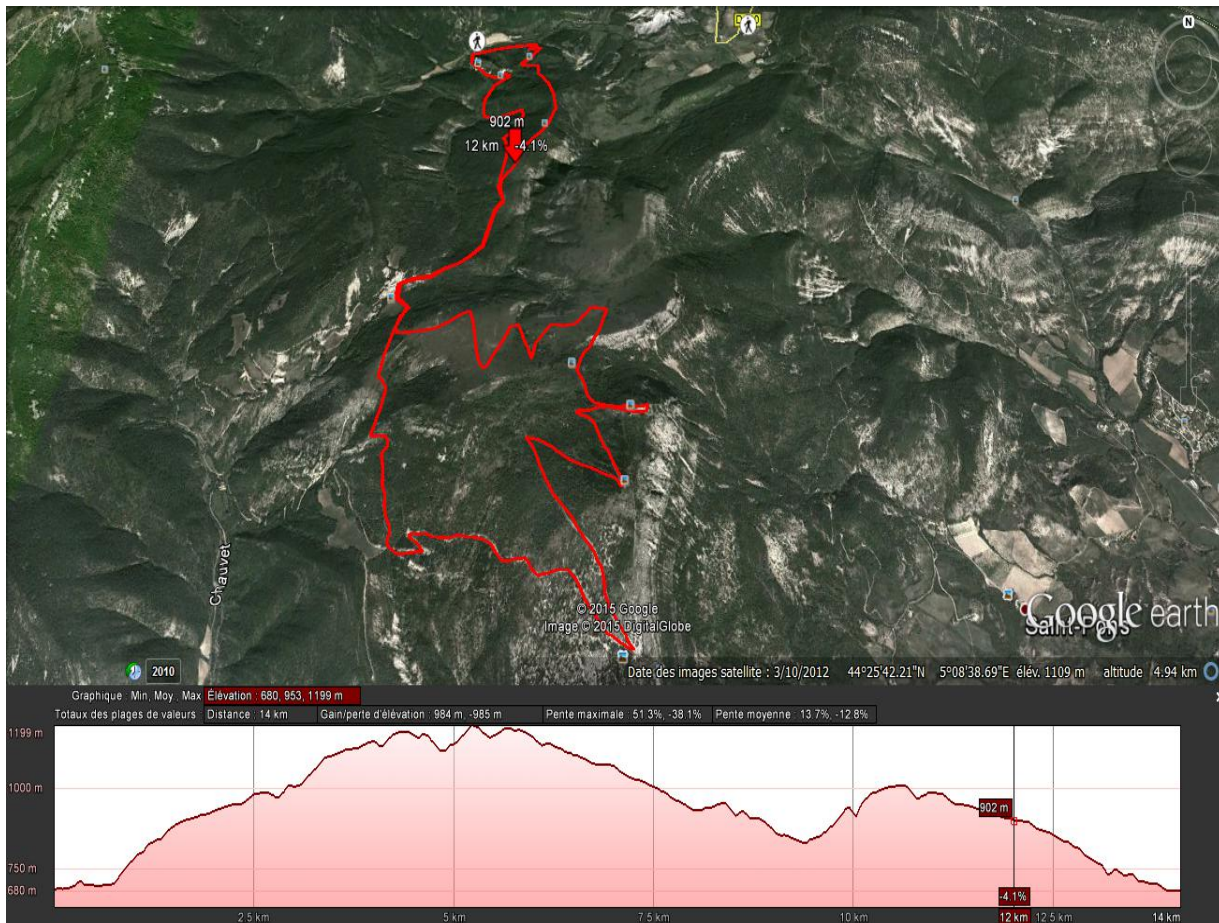 N
902 m
12 km -4.1%
Chauvet
© 2015 Google
Image © 2015 DigitalGlobe
Google earth
2010
Date des images satellite : 3/10/2012 44°25'42.21"N 5°08'38.69"E élév. 1109 m altitude 4.94 km
Graphique : Min, Moy., Max Élévation : 680, 953, 1199 m
Totaux des plages de valeurs : Distance : 14 km Gain/perte d'élévation : 984 m, -985 m Pente maximale : 51.3%, -38.1% Pente moyenne : 13.7%, -12.8%
1199 m
1000 m
902 m
750 m
680 m
-4.1%
2.5 km 5 km 7.5 km 10 km 12 km 12.5 km 14 km